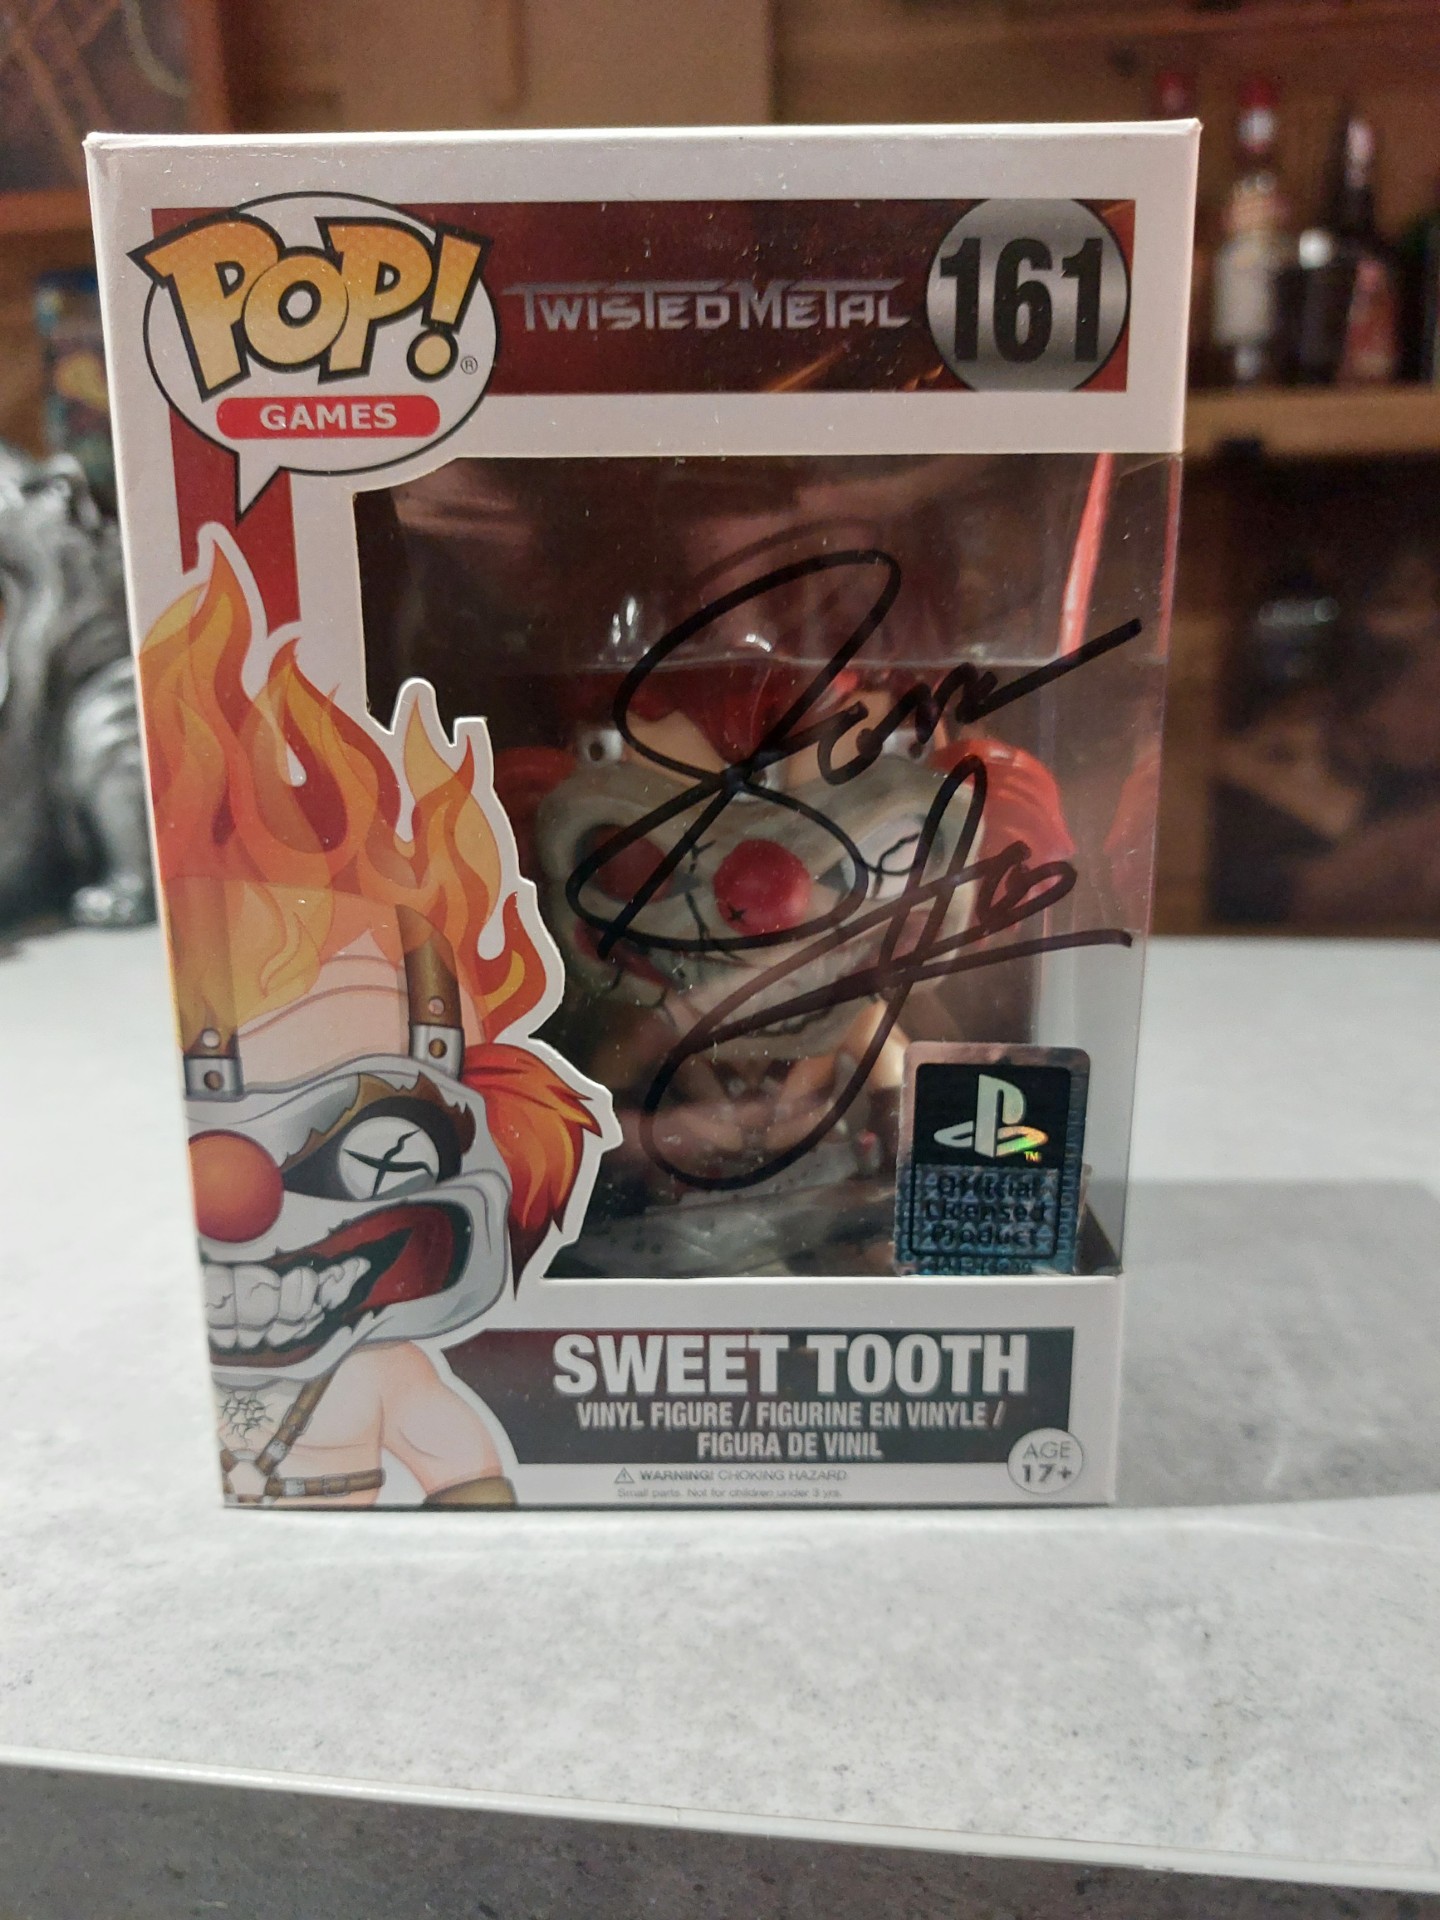 POP!®
GAMES
TWISTED METAL
161
TM
Official
Licensed
Product
SWEET TOOTH
VINYL FIGURE / FIGURINE EN VINYLE /
FIGURA DE VINIL
AGE
17+
⚠ WARNING: CHOKING HAZARD.
Small parts. Not for children under 3 yrs.